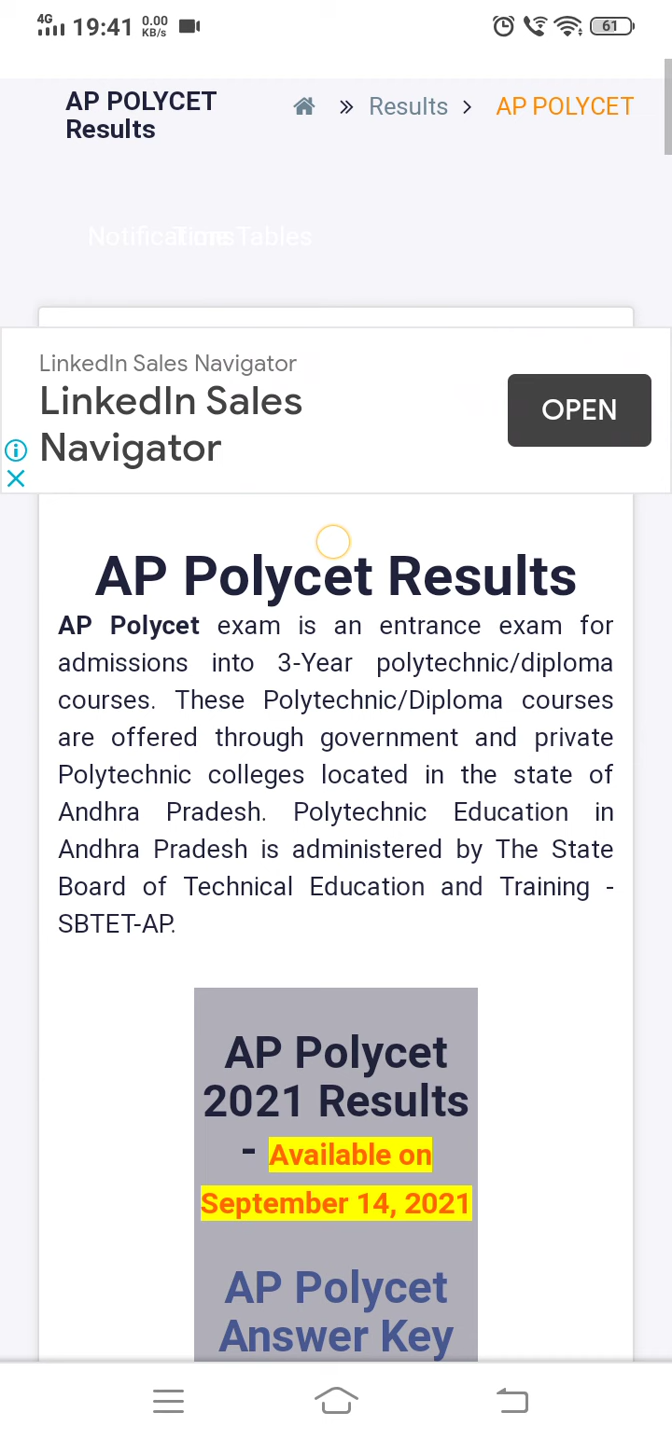 4G 19:41 0.00 KB/s 61
AP POLYCET
Results
» Results > AP POLYCET
Notifications Time Tables
LinkedIn Sales Navigator
LinkedIn Sales
Navigator
OPEN
AP Polycet Results
AP Polycet exam is an entrance exam for
admissions into 3-Year polytechnic/diploma
courses. These Polytechnic/Diploma courses
are offered through government and private
Polytechnic colleges located in the state of
Andhra Pradesh. Polytechnic Education in
Andhra Pradesh is administered by The State
Board of Technical Education and Training -
SBTET-AP.
AP Polycet
2021 Results
- Available on
September 14, 2021
AP Polycet
Answer Key